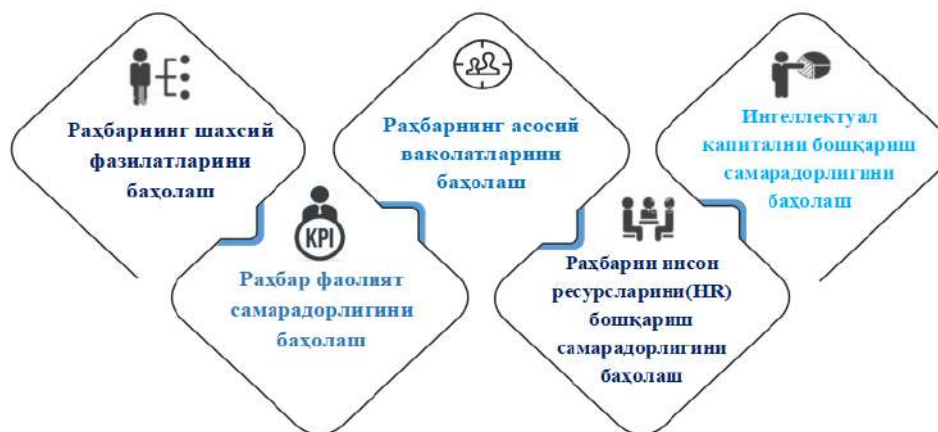 Раҳбарнинг шахсий
фазилатларини
баҳолаш
KPI
Раҳбар фаолият
самарадорлигини
баҳолаш
Раҳбарнинг асосий
ваколатларини
баҳолаш
Раҳбарни инсон
ресурсларини(HR)
бошқариш
самарадорлигини
баҳолаш
Интеллектуал
капитални бошқариш
самарадорлигини
баҳолаш